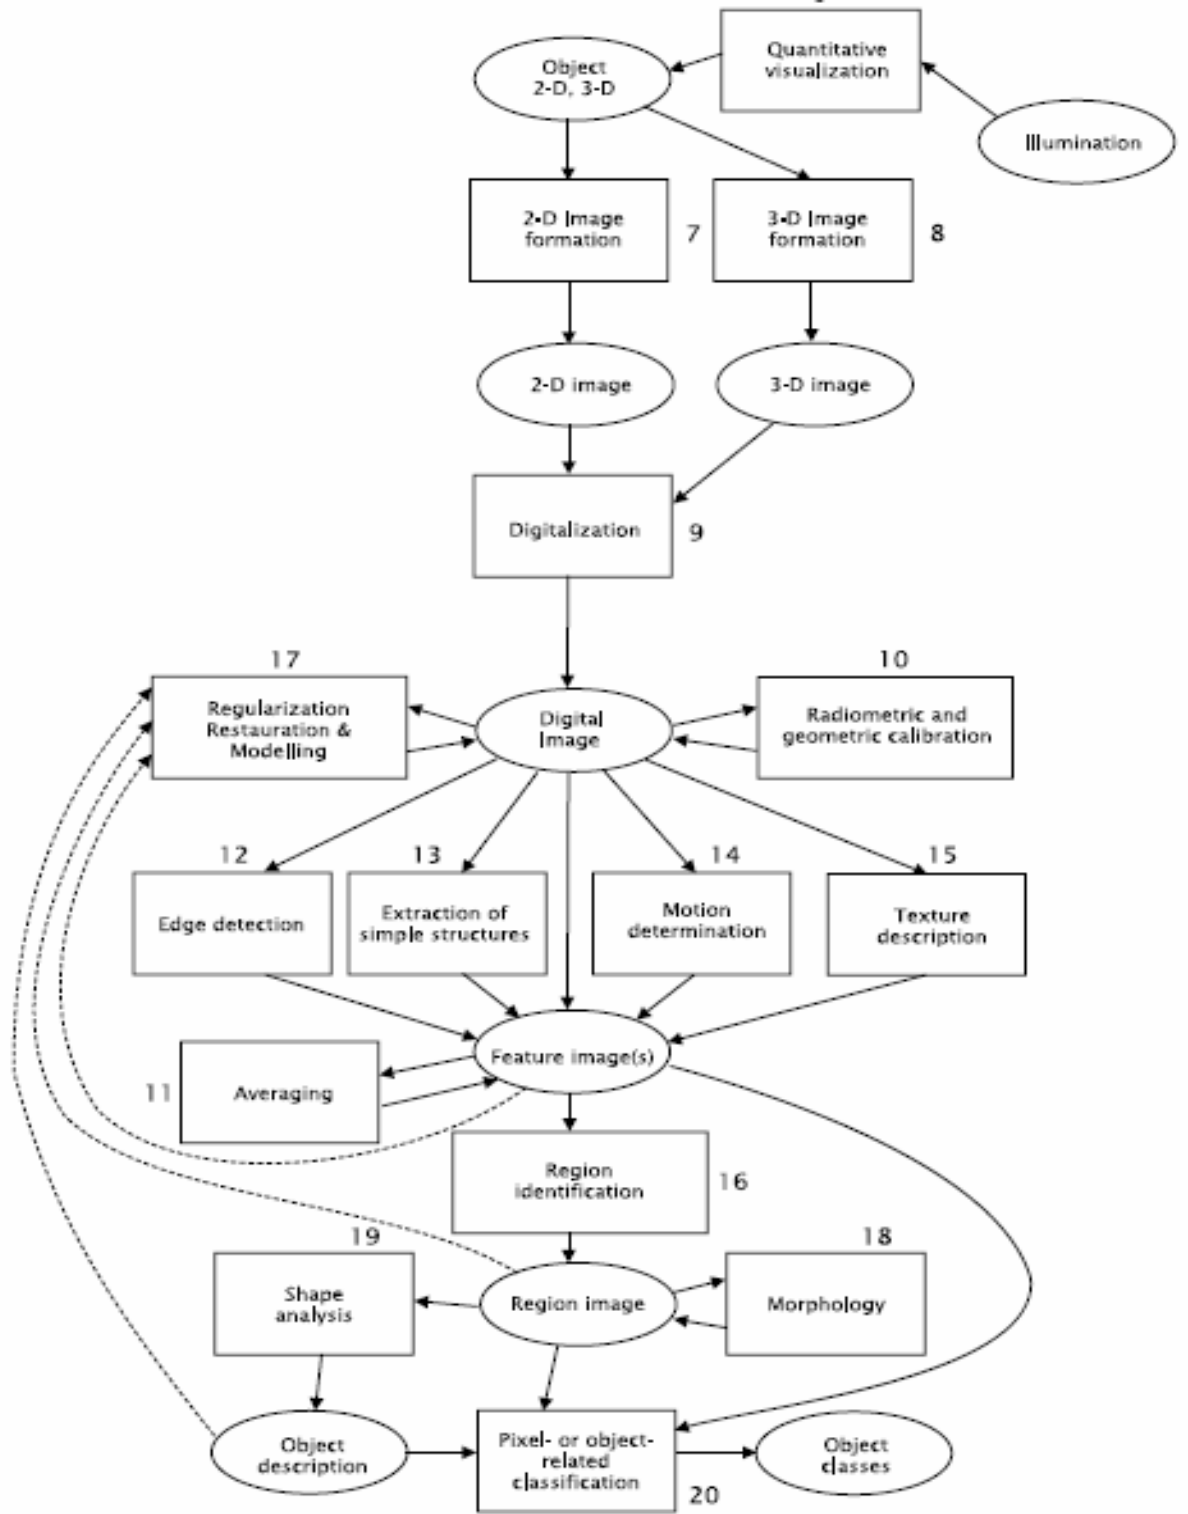 Quantitative
visualization
Object
2-D, 3-D
Illumination
2-D Image
formation
7
3-D Image
formation
8
2-D image
3-D image
Digitalization
9
17
10
Regularization
Restauration &
Modelling
Digital
Image
Radiometric and
geometric calibration
12
13
14
15
Edge detection
Extraction of
simple structures
Motion
determination
Texture
description
Feature image(s)
11
Averaging
Region
identification
16
19
18
Shape
analysis
Region image
Morphology
Object
description
Pixel- or object-
related
classification
20
Object
classes